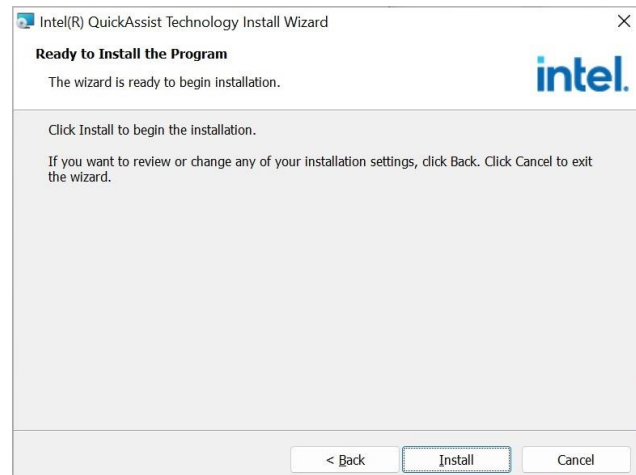 Intel(R) QuickAssist Technology Install Wizard
Ready to Install the Program
The wizard is ready to begin installation.
intel.
Click Install to begin the installation.
If you want to review or change any of your installation settings, click Back. Click Cancel to exit
the wizard.
< Back
Install
Cancel